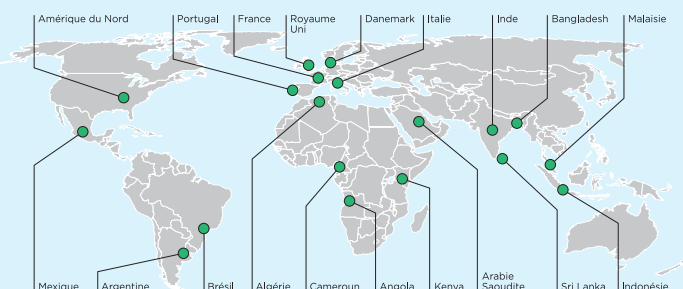 Amérique du Nord
Portugal
France
Royaume
Uni
Danemark
Italie
Inde
Bangladesh
Malaisie
Mexique
Argentine
Brésil
Algérie
Cameroun
Angola
Kenya
Arabie
Saoudite
Sri Lanka
Indonésie